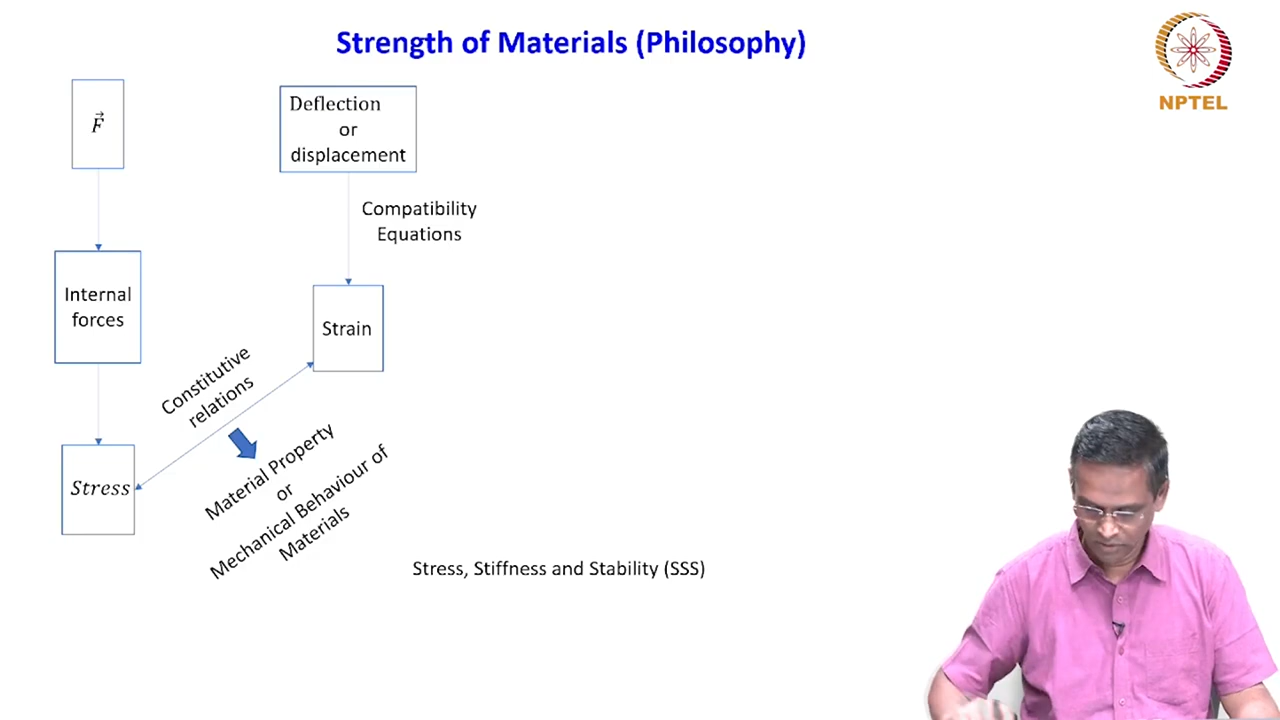 Strength of Materials (Philosophy)
NPTEL
$\vec{F}$
Deflection
or
displacement
Compatibility
Equations
Internal
forces
Strain
Constitutive
relations
Stress
Material Property
or
Mechanical Behaviour of
Materials
Stress, Stiffness and Stability (SSS)